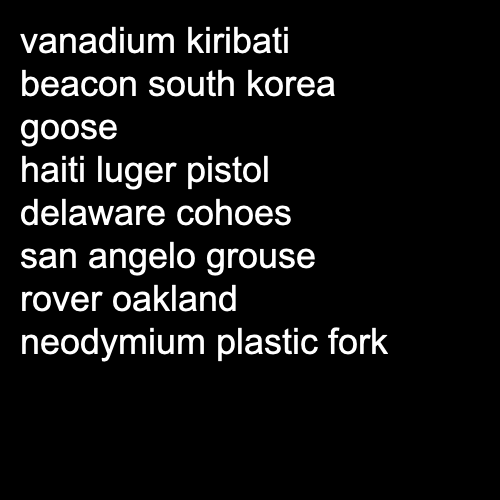 vanadium kiribati
beacon south korea
goose
haiti luger pistol
delaware cohoes
san angelo grouse
rover oakland
neodymium plastic fork